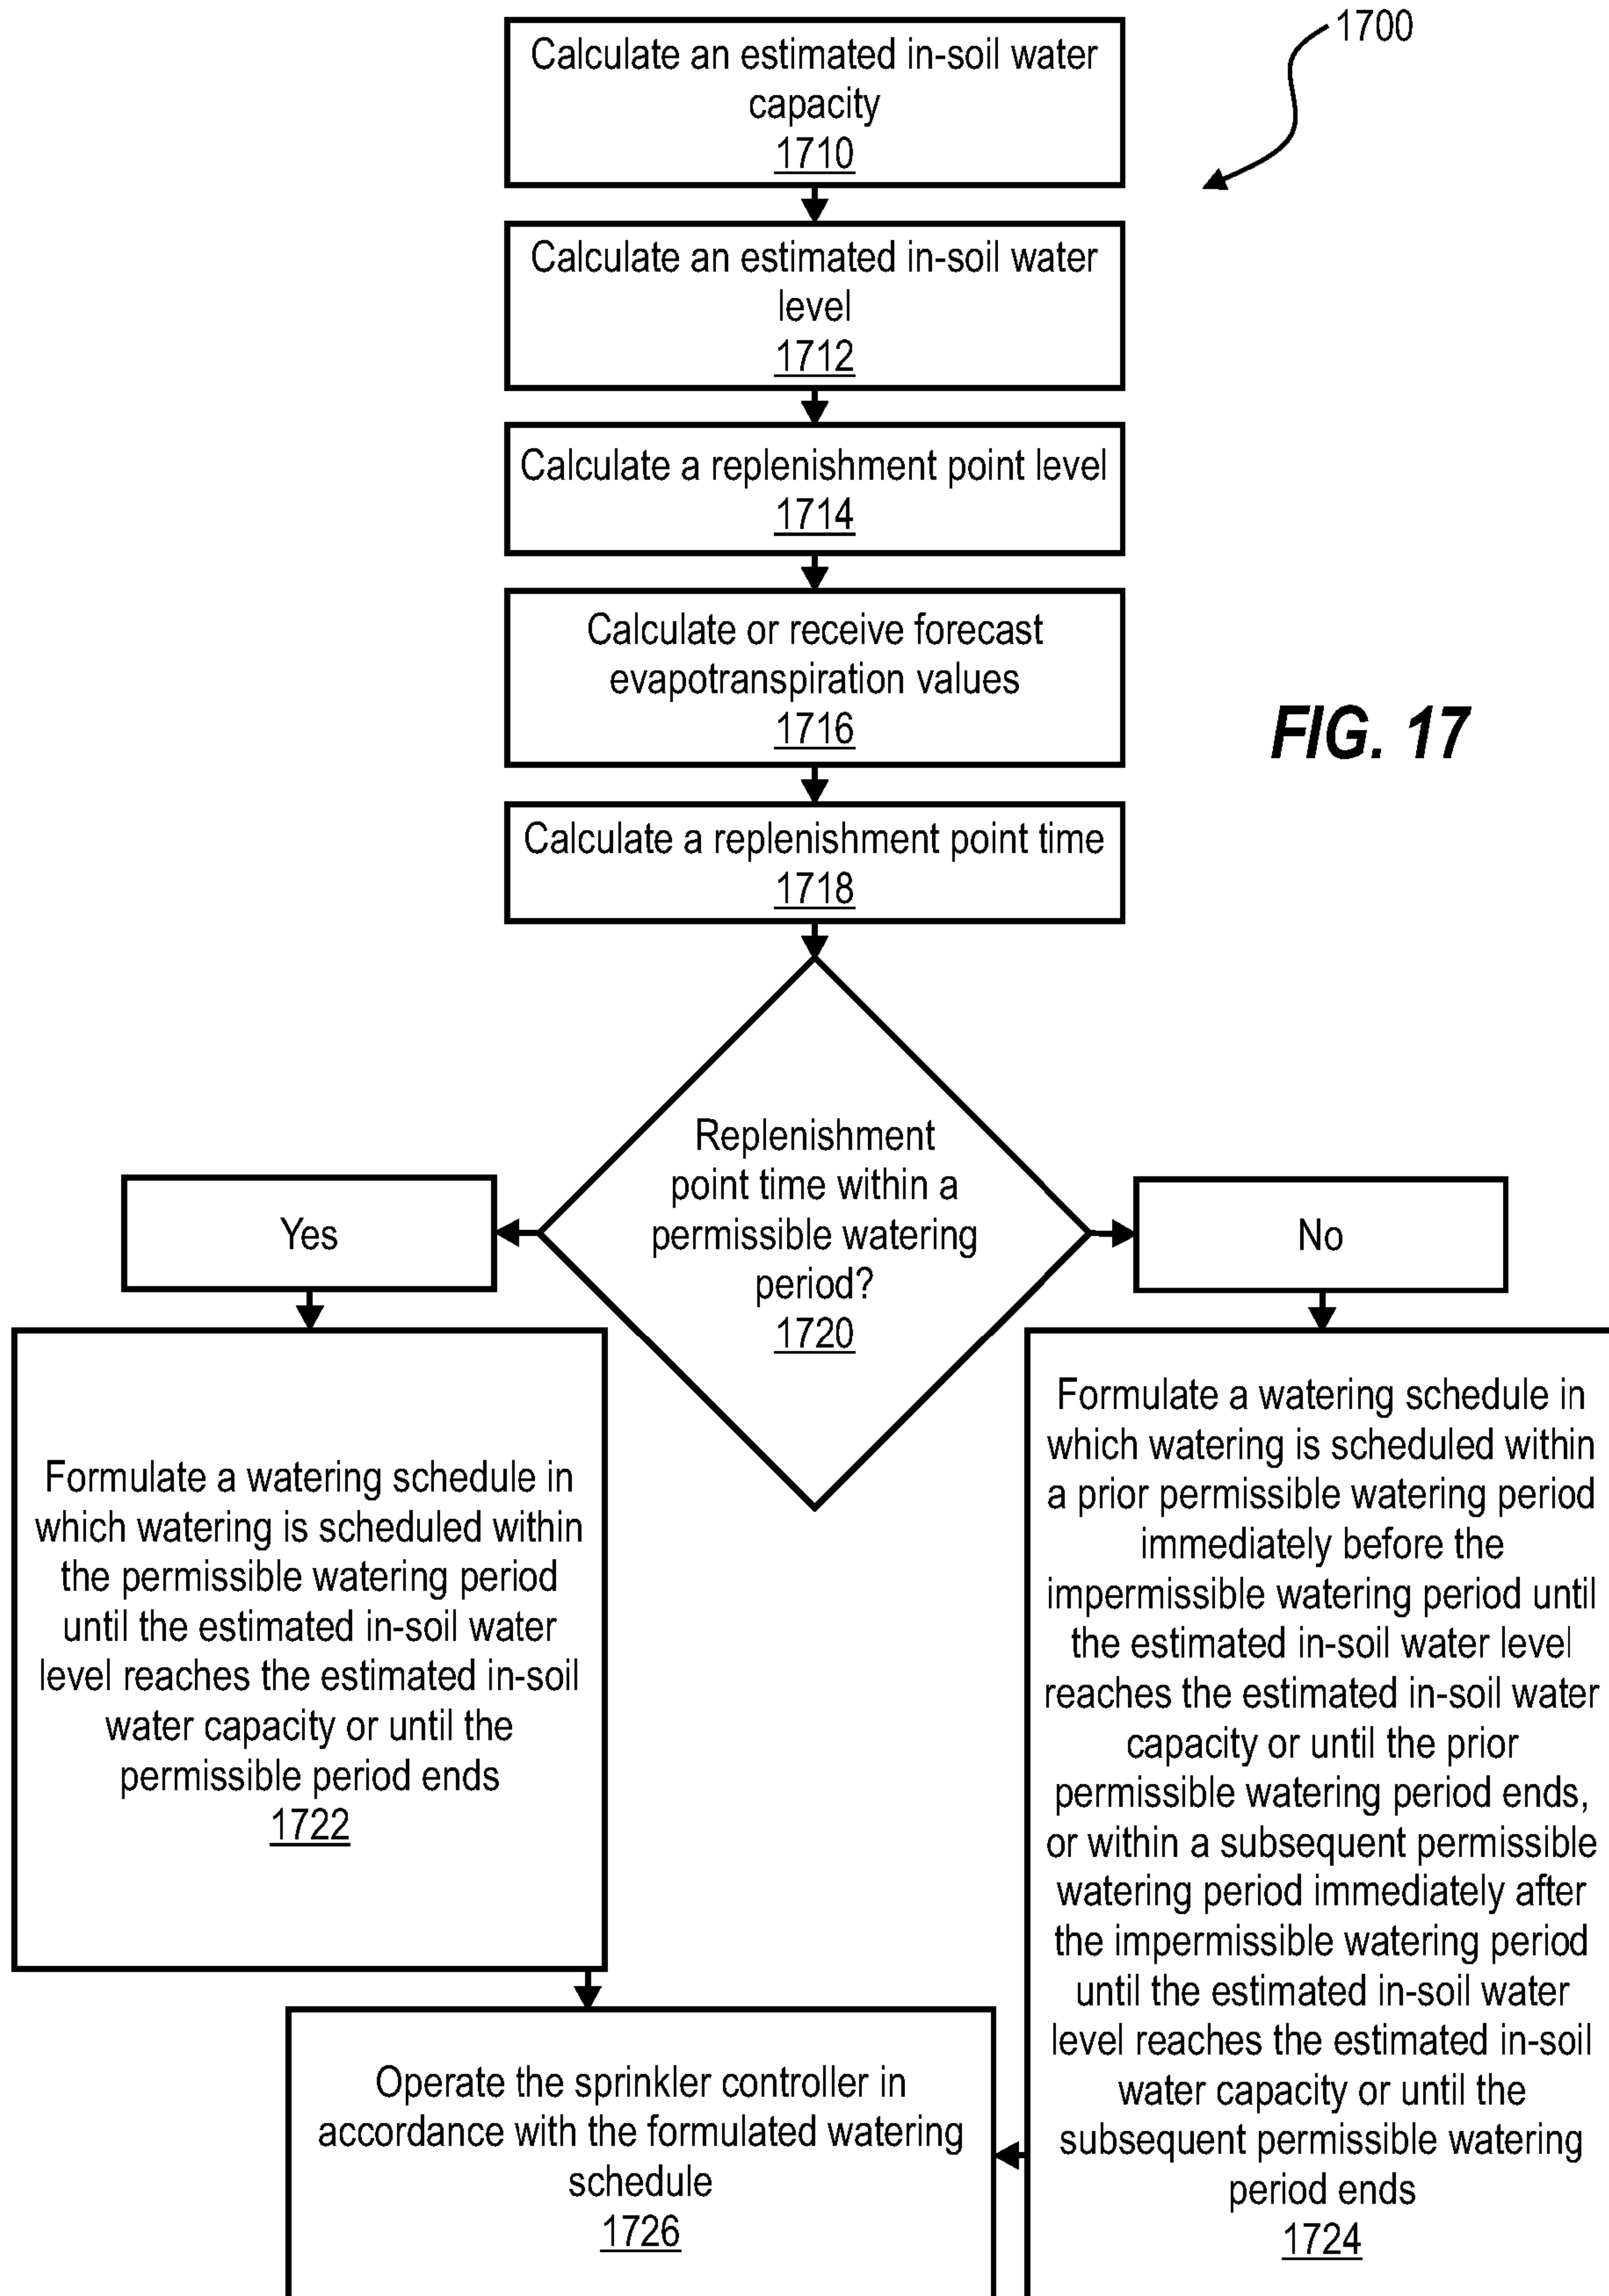 1700
Calculate an estimated in-soil water
capacity
1710
Calculate an estimated in-soil water
level
1712
Calculate a replenishment point level
1714
Calculate or receive forecast
evapotranspiration values
1716
FIG. 17
Calculate a replenishment point time
1718
Replenishment
point time within a
permissible watering
period?
1720
Yes
No
Formulate a watering schedule in
which watering is scheduled within
the permissible watering period
until the estimated in-soil water
level reaches the estimated in-soil
water capacity or until the
permissible period ends
1722
Formulate a watering schedule in
which watering is scheduled within
a prior permissible watering period
immediately before the
impermissible watering period until
the estimated in-soil water level
reaches the estimated in-soil water
capacity or until the prior
permissible watering period ends,
or within a subsequent permissible
watering period immediately after
the impermissible watering period
until the estimated in-soil water
level reaches the estimated in-soil
water capacity or until the
subsequent permissible watering
period ends
1724
Operate the sprinkler controller in
accordance with the formulated watering
schedule
1726